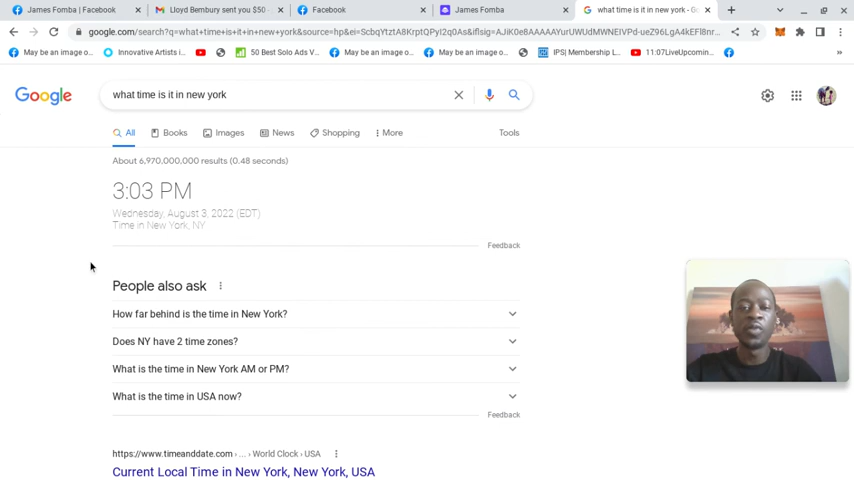 James Fomba | Facebook
Lloyd Bembury sent you $50 -
Facebook
James Fomba
what time is it in new york - Go
google.com/search?q=what+time+is+it+in+new+york&source=hp&ei=ScbqYtztA8KrptQPyI2q0As&iflsig=AJiK0e8AAAAAYurUWUdMWNEIVPd-ueZ96LgA4kEFl8nr...
May be an image o...
Innovative Artists i...
50 Best Solo Ads V...
May be an image o...
May be an image o...
IPS| Membership L...
11:07LiveUpcomin...
»
Google
what time is it in new york
All
Books
Images
News
Shopping
More
Tools
About 6,970,000,000 results (0.48 seconds)
3:03 PM
Wednesday, August 3, 2022 (EDT)
Time in New York, NY
Feedback
People also ask
How far behind is the time in New York?
Does NY have 2 time zones?
What is the time in New York AM or PM?
What is the time in USA now?
Feedback
https://www.timeanddate.com › ... › World Clock › USA
Current Local Time in New York, New York, USA